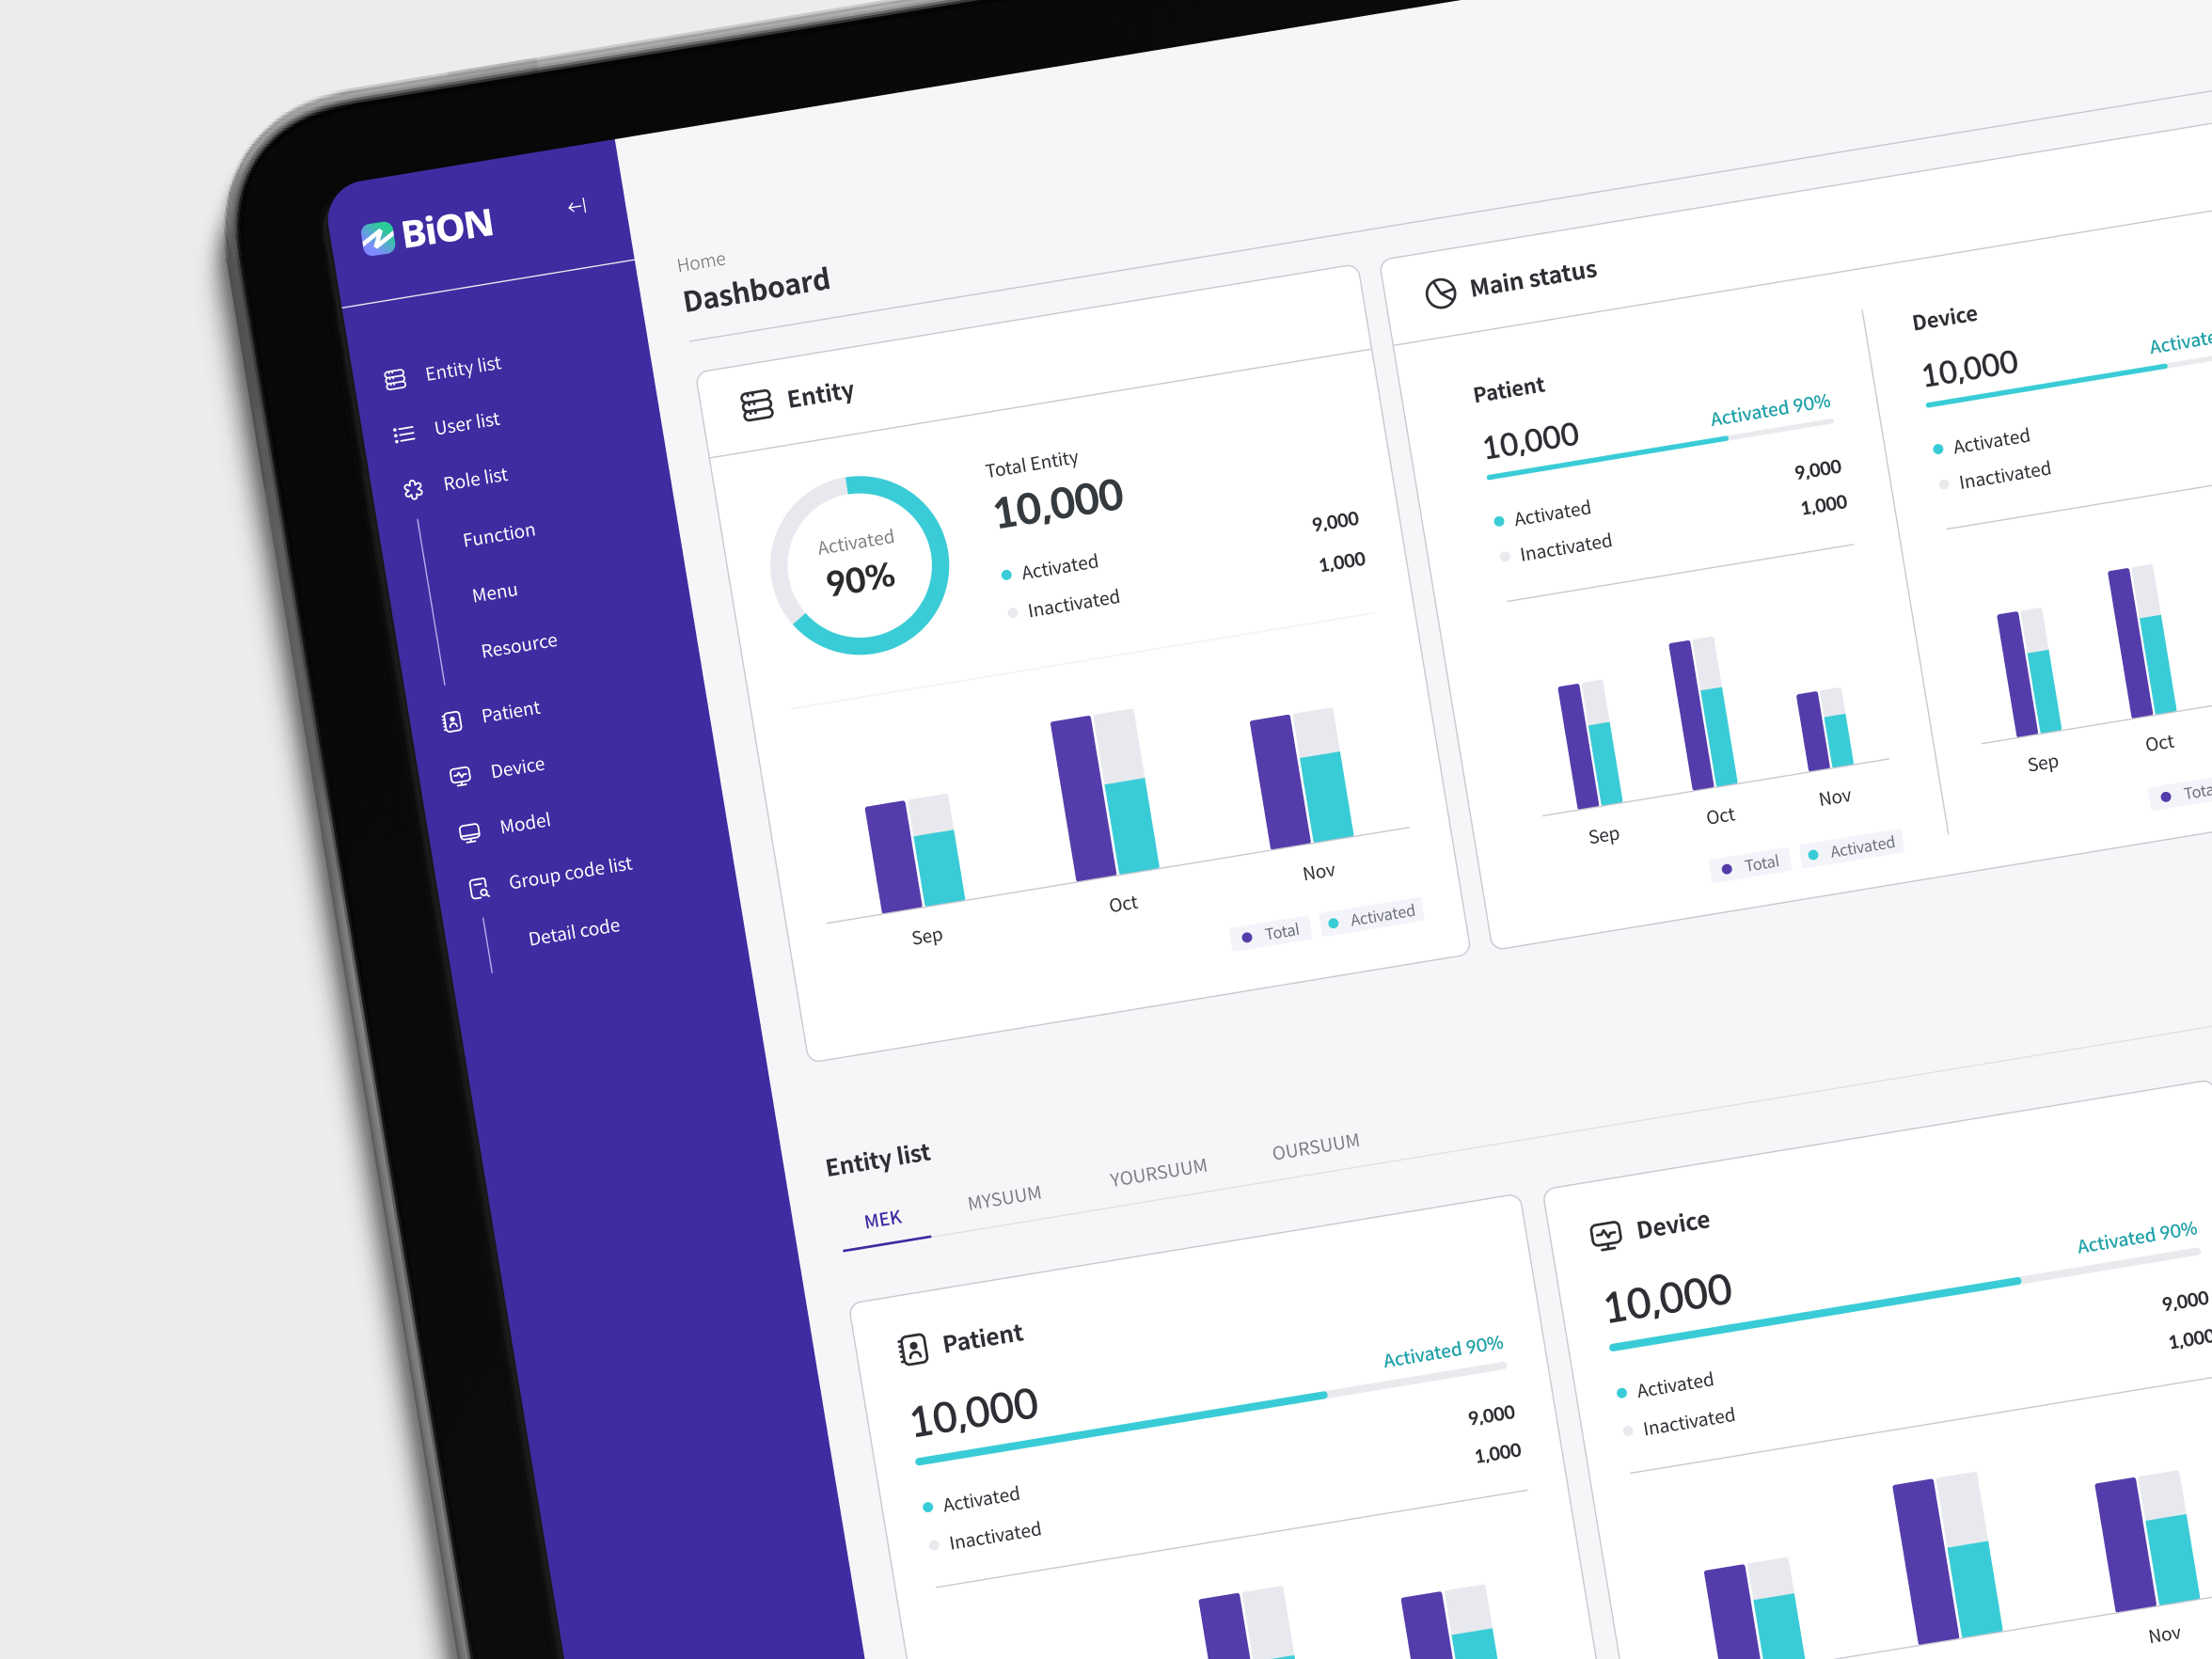 BiON
Entity list
User list
Role list
Function
Menu
Resource
Patient
Device
Model
Group code list
Detail code
Home
Dashboard
Entity
Activated
90%
Total Entity
10,000
Activated 9,000
Inactivated 1,000
Sep Oct Nov
Total Activated
Main status
Patient
10,000 Activated 90%
Activated 9,000
Inactivated 1,000
Sep Oct Nov
Total Activated
Device
10,000
Activated
Inactivated
Sep Oct
Entity list
MEK MYSUUM YOURSUUM OURSUUM
Patient
10,000 Activated 90%
Activated 9,000
Inactivated 1,000
Device
10,000 Activated 90%
Activated 9,000
Inactivated 1,000
Nov